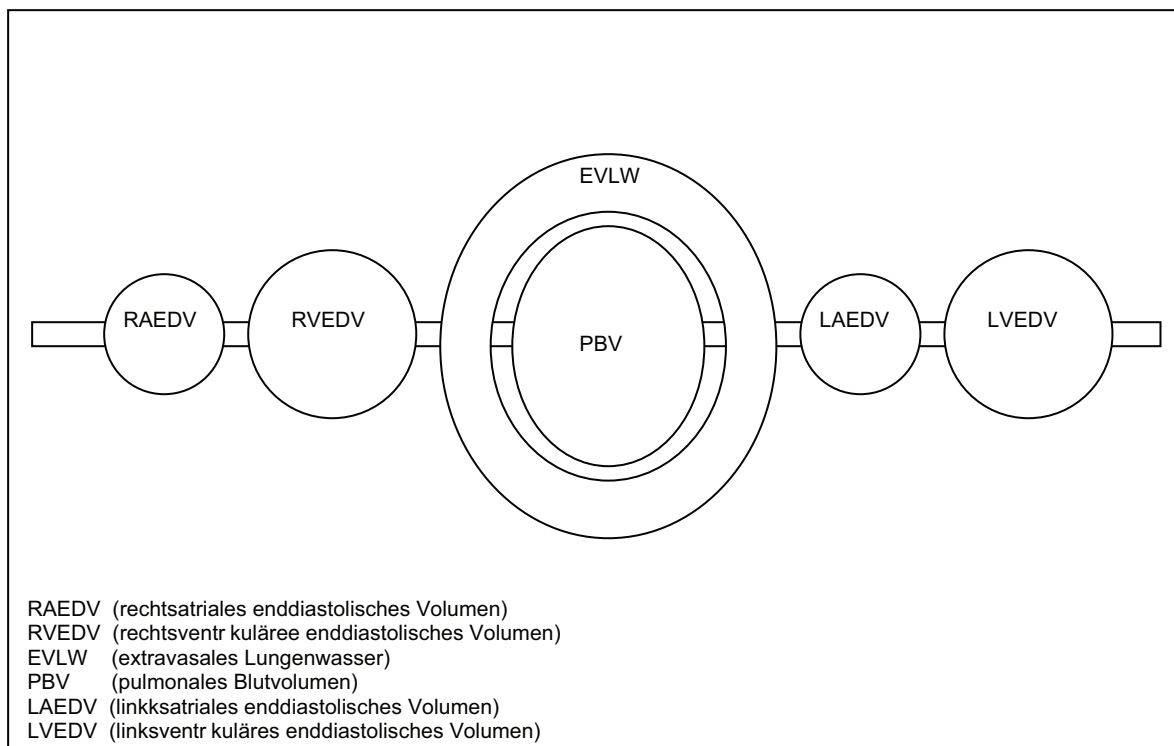 EVLW
RAEDV RVEDV PBV LAEDV LVEDV
RAEDV (rechtsatriales enddiastolisches Volumen)
RVEDV (rechtsventr kuläree enddiastolisches Volumen)
EVLW (extravasales Lungenwasser)
PBV (pulmonales Blutvolumen)
LAEDV (linkksatriales enddiastolisches Volumen)
LVEDV (linksventr kuläres enddiastolisches Volumen)